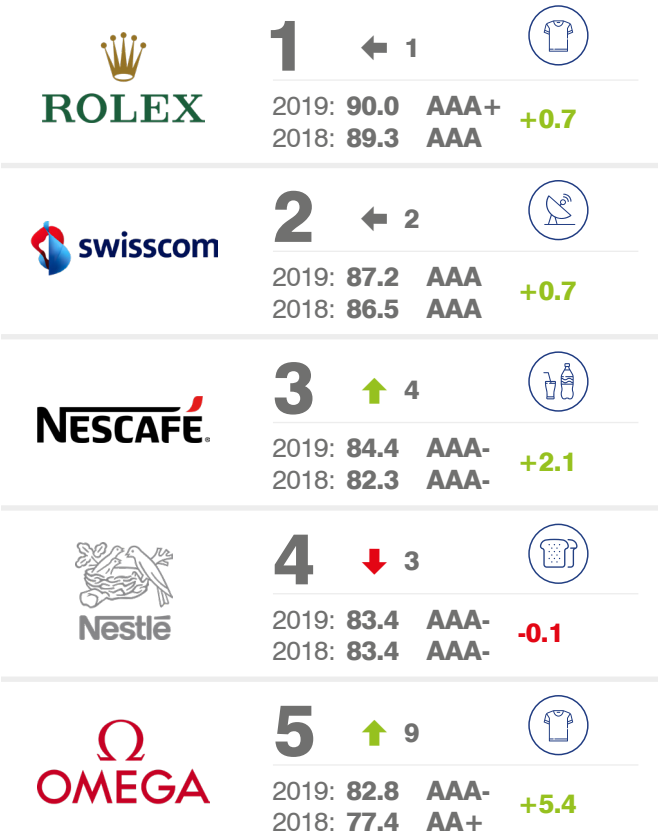 1 1
ROLEX
2019: 90.0 AAA+ +0.7
2018: 89.3 AAA
2 2
swisscom
2019: 87.2 AAA +0.7
2018: 86.5 AAA
3 4
NESCAFÉ.
2019: 84.4 AAA- +2.1
2018: 82.3 AAA-
4 3
Nestlé
2019: 83.4 AAA- -0.1
2018: 83.4 AAA-
5 9
Ω
OMEGA
2019: 82.8 AAA- +5.4
2018: 77.4 AA+